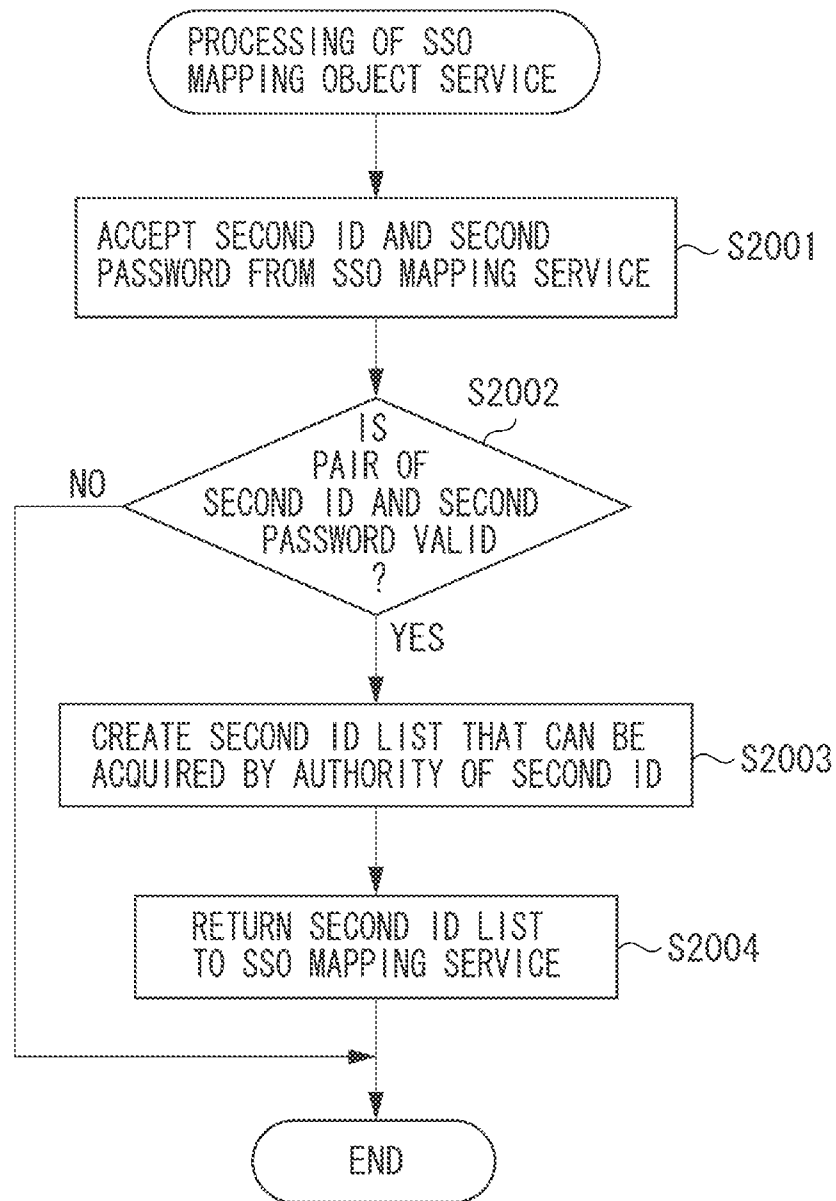 PROCESSING OF SSO
MAPPING OBJECT SERVICE
ACCEPT SECOND ID AND SECOND
PASSWORD FROM SSO MAPPING SERVICE
S2001
S2002
IS
PAIR OF
SECOND ID AND SECOND
PASSWORD VALID
?
NO
YES
CREATE SECOND ID LIST THAT CAN BE
ACQUIRED BY AUTHORITY OF SECOND ID
S2003
RETURN SECOND ID LIST
TO SSO MAPPING SERVICE
S2004
END